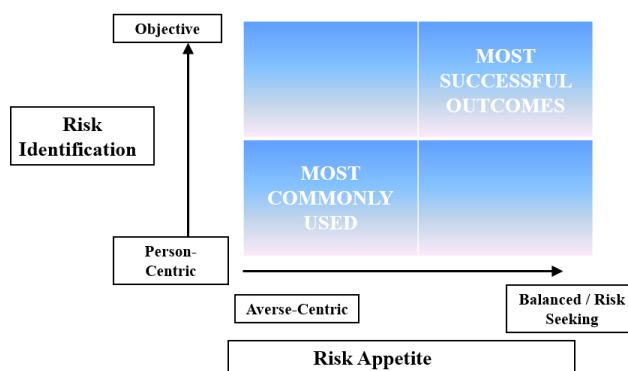 Objective
MOST
SUCCESSFUL
OUTCOMES
Risk
Identification
MOST
COMMONLY
USED
Person-
Centric
Averse-Centric
Balanced / Risk
Seeking
Risk Appetite